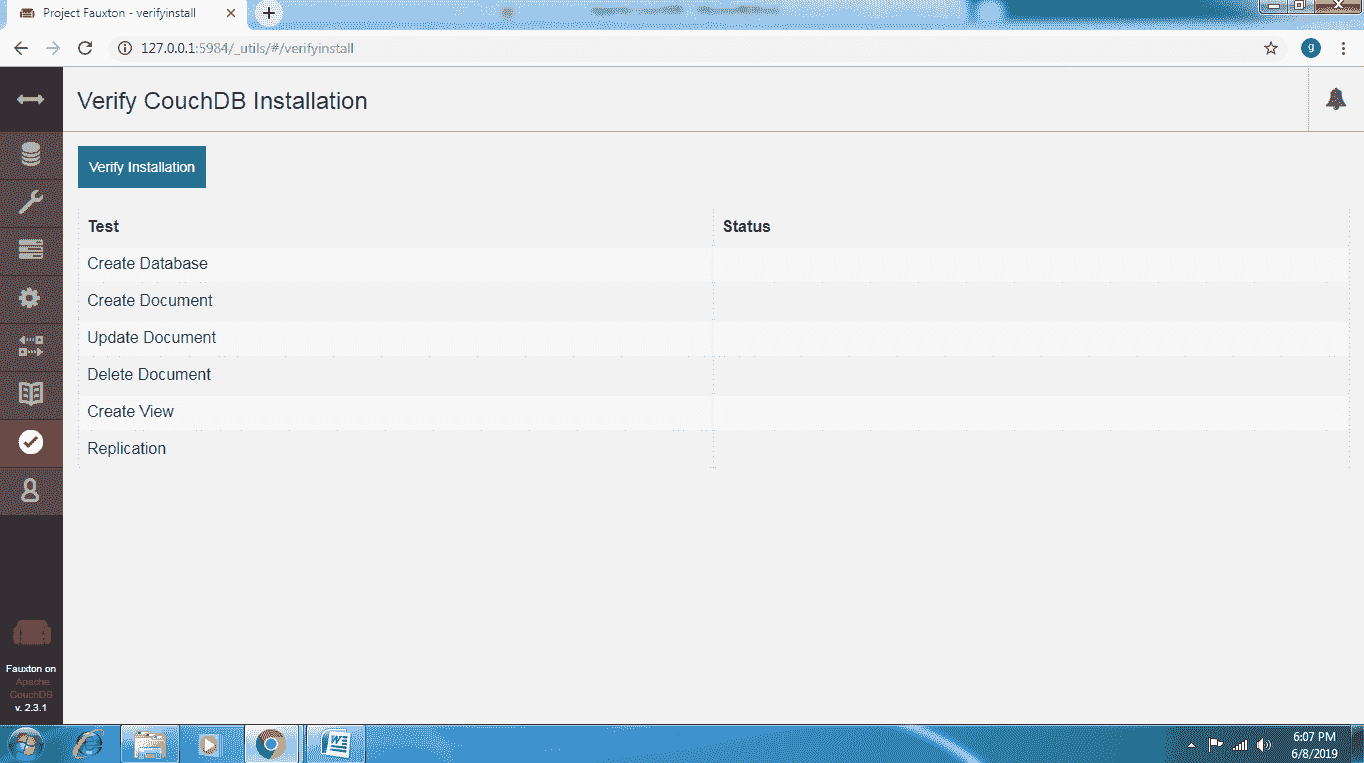 Project Fauxton - verifyinstall
127.0.0.1:5984/_utils/#/verifyinstall
g
Verify CouchDB Installation
Verify Installation
Test Status
Create Database
Create Document
Update Document
Delete Document
Create View
Replication
Fauxton on
Apache
CouchDB
v. 2.3.1
6:07 PM
6/8/2019